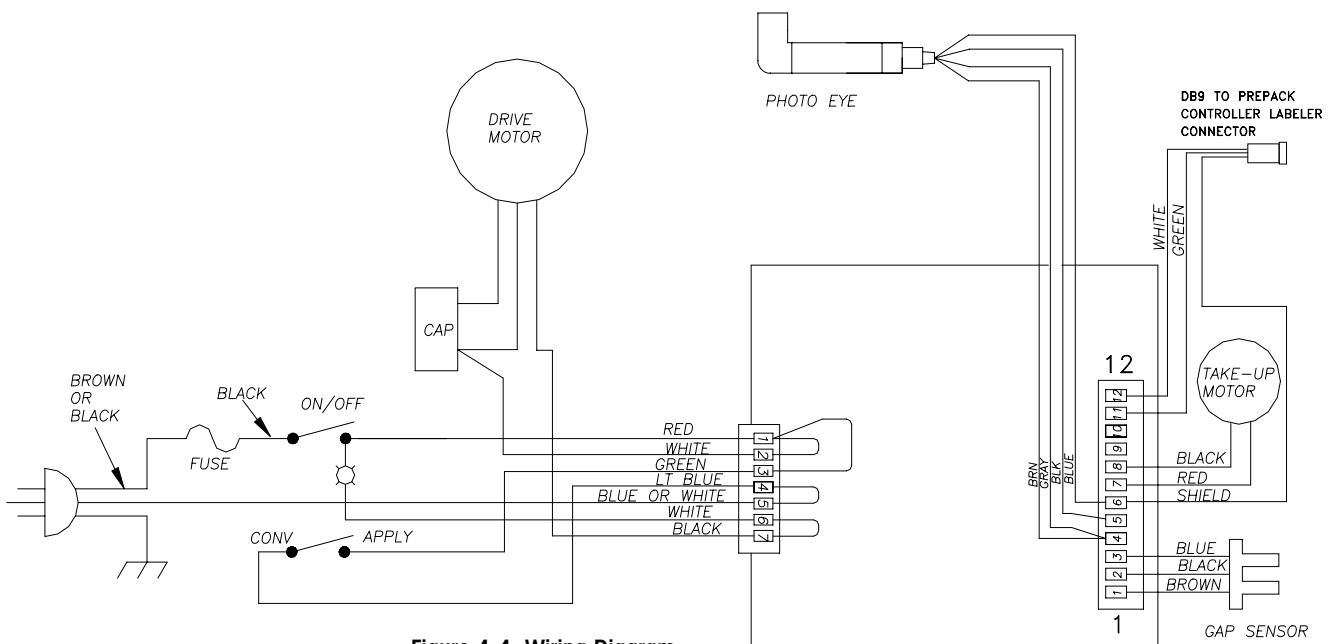 PHOTO EYE
DRIVE
MOTOR
DB9 TO PREPACK
CONTROLLER LABELER
CONNECTOR
WHITE
GREEN
CAP
TAKE-UP
MOTOR
12
12
11
10
9
8
7
6
5
4
3
2
1
1
BROWN
OR
BLACK
BLACK
ON/OFF
FUSE
RED
WHITE
GREEN
LT BLUE
BLUE OR WHITE
WHITE
BLACK
1
2
3
4
5
6
7
CONV
APPLY
BRN
GRAY
BLK
BLUE
BLACK
RED
SHIELD
BLUE
BLACK
BROWN
GAP SENSOR
Figure 4-4. Wiring Diagram